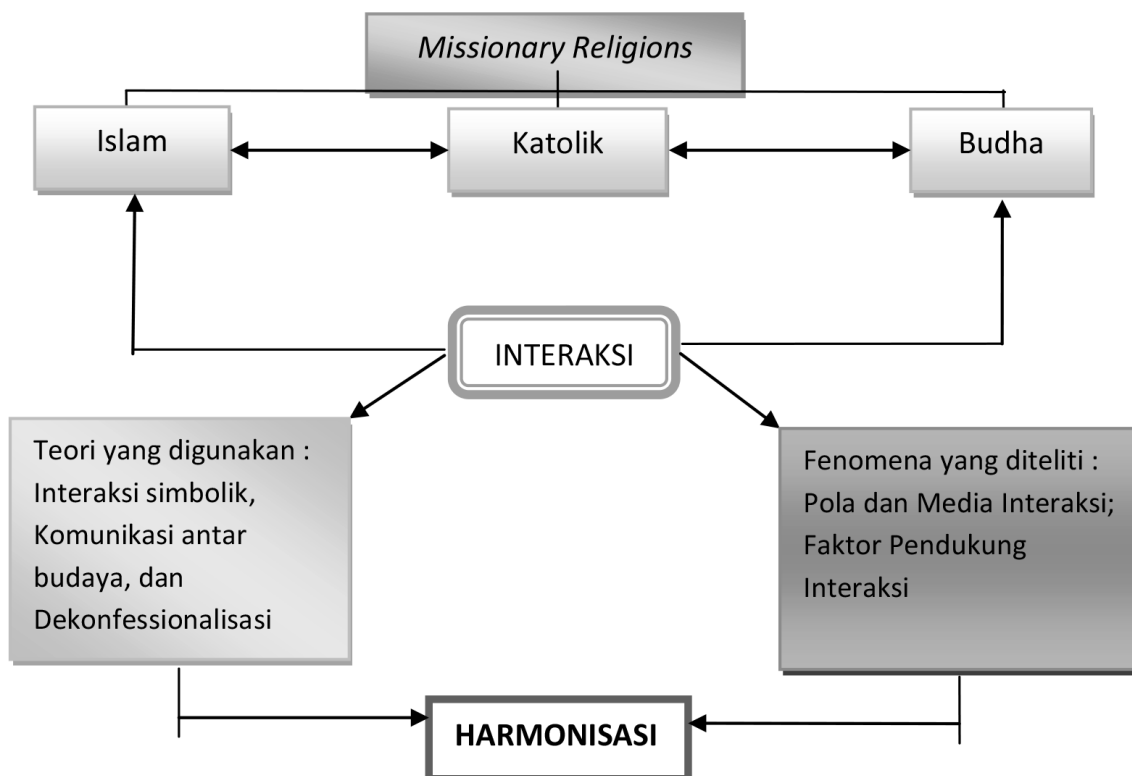 Missionary Religions
Islam
Katolik
Budha
INTERAKSI
Teori yang digunakan :
Interaksi simbolik,
Komunikasi antar
budaya, dan
Dekonfessionalisasi
Fenomena yang diteliti :
Pola dan Media Interaksi;
Faktor Pendukung
Interaksi
HARMONISASI